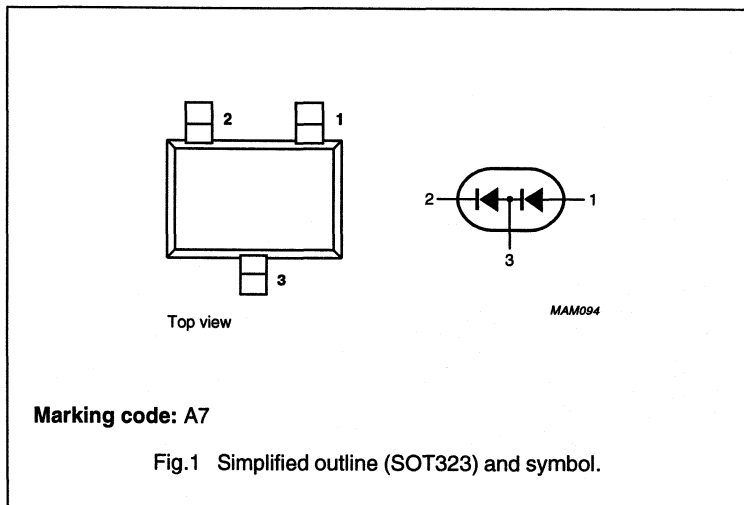 2 1
3
Top view
2 1
3
MAM094
Marking code: A7
Fig.1 Simplified outline (SOT323) and symbol.